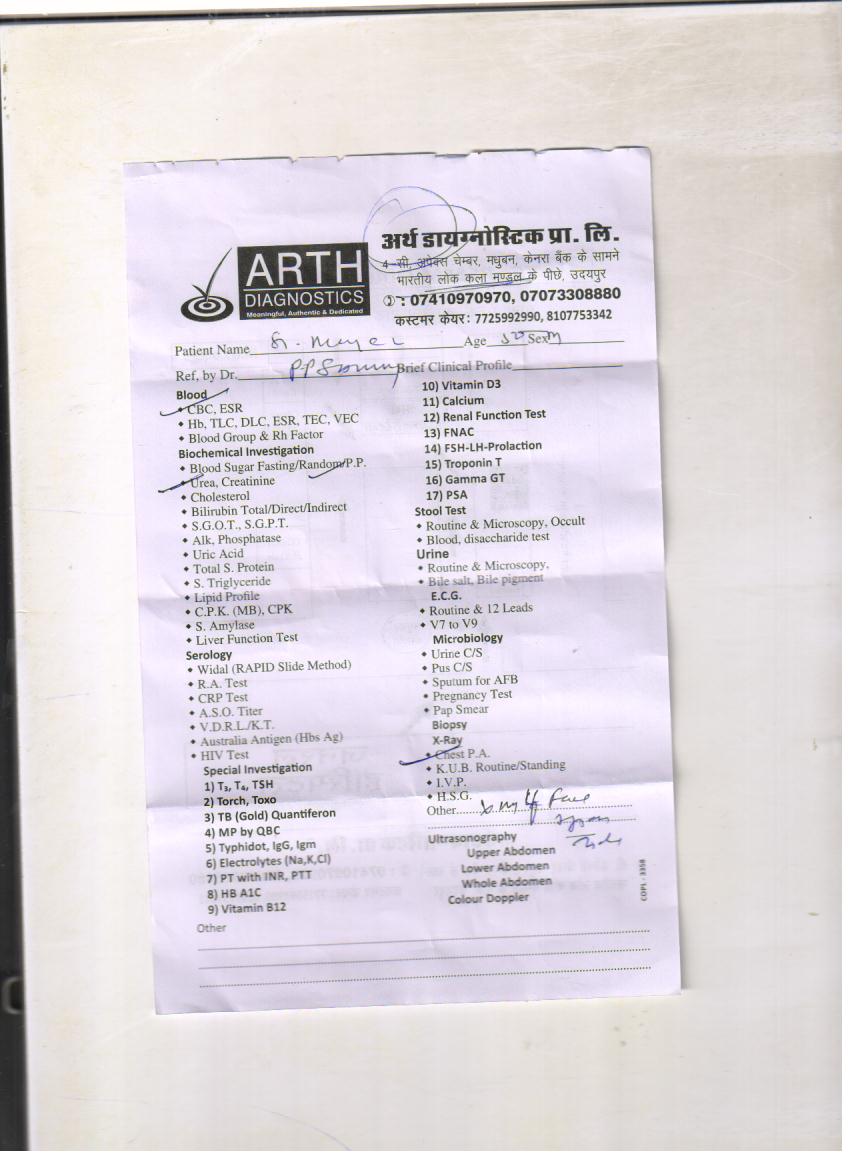 अर्थ डायग्नोस्टिक प्रा. लि.
ARTH
DIAGNOSTICS
Meaningful, Authentic & Dedicated
4-सी, अपेक्स चेम्बर, मधुबन, केनरा बैंक के सामने
भारतीय लोक कला मण्डल के पीछे, उदयपुर
: 07410970970, 07073308880
कस्टमर केयर: 7725992990, 8107753342
Patient Name Age Sex M
Ref, by Dr. Brief Clinical Profile
Blood
• CBC, ESR
• Hb, TLC, DLC, ESR, TEC, VEC
• Blood Group & Rh Factor
Biochemical Investigation
• Blood Sugar Fasting/Random/P.P.
• Urea, Creatinine
• Cholesterol
• Bilirubin Total/Direct/Indirect
• S.G.O.T., S.G.P.T.
• Alk, Phosphatase
• Uric Acid
• Total S. Protein
• S. Triglyceride
• Lipid Profile
• C.P.K. (MB), CPK
• S. Amylase
• Liver Function Test
Serology
• Widal (RAPID Slide Method)
• R.A. Test
• CRP Test
• A.S.O. Titer
• V.D.R.L./K.T.
• Australia Antigen (Hbs Ag)
• HIV Test
Special Investigation
1) T₃, T₄, TSH
2) Torch, Toxo
3) TB (Gold) Quantiferon
4) MP by QBC
5) Typhidot, IgG, Igm
6) Electrolytes (Na,K,Cl)
7) PT with INR, PTT
8) HB A1C
9) Vitamin B12
Other
10) Vitamin D3
11) Calcium
12) Renal Function Test
13) FNAC
14) FSH-LH-Prolaction
15) Troponin T
16) Gamma GT
17) PSA
Stool Test
• Routine & Microscopy, Occult
• Blood, disaccharide test
Urine
• Routine & Microscopy,
• Bile salt, Bile pigment
E.C.G.
• Routine & 12 Leads
• V7 to V9
Microbiology
• Urine C/S
• Pus C/S
• Sputum for AFB
• Pregnancy Test
• Pap Smear
Biopsy
X-Ray
• Chest P.A.
• K.U.B. Routine/Standing
• I.V.P.
• H.S.G.
Other
Ultrasonography
Upper Abdomen
Lower Abdomen
Whole Abdomen
Colour Doppler
COPL - 3358